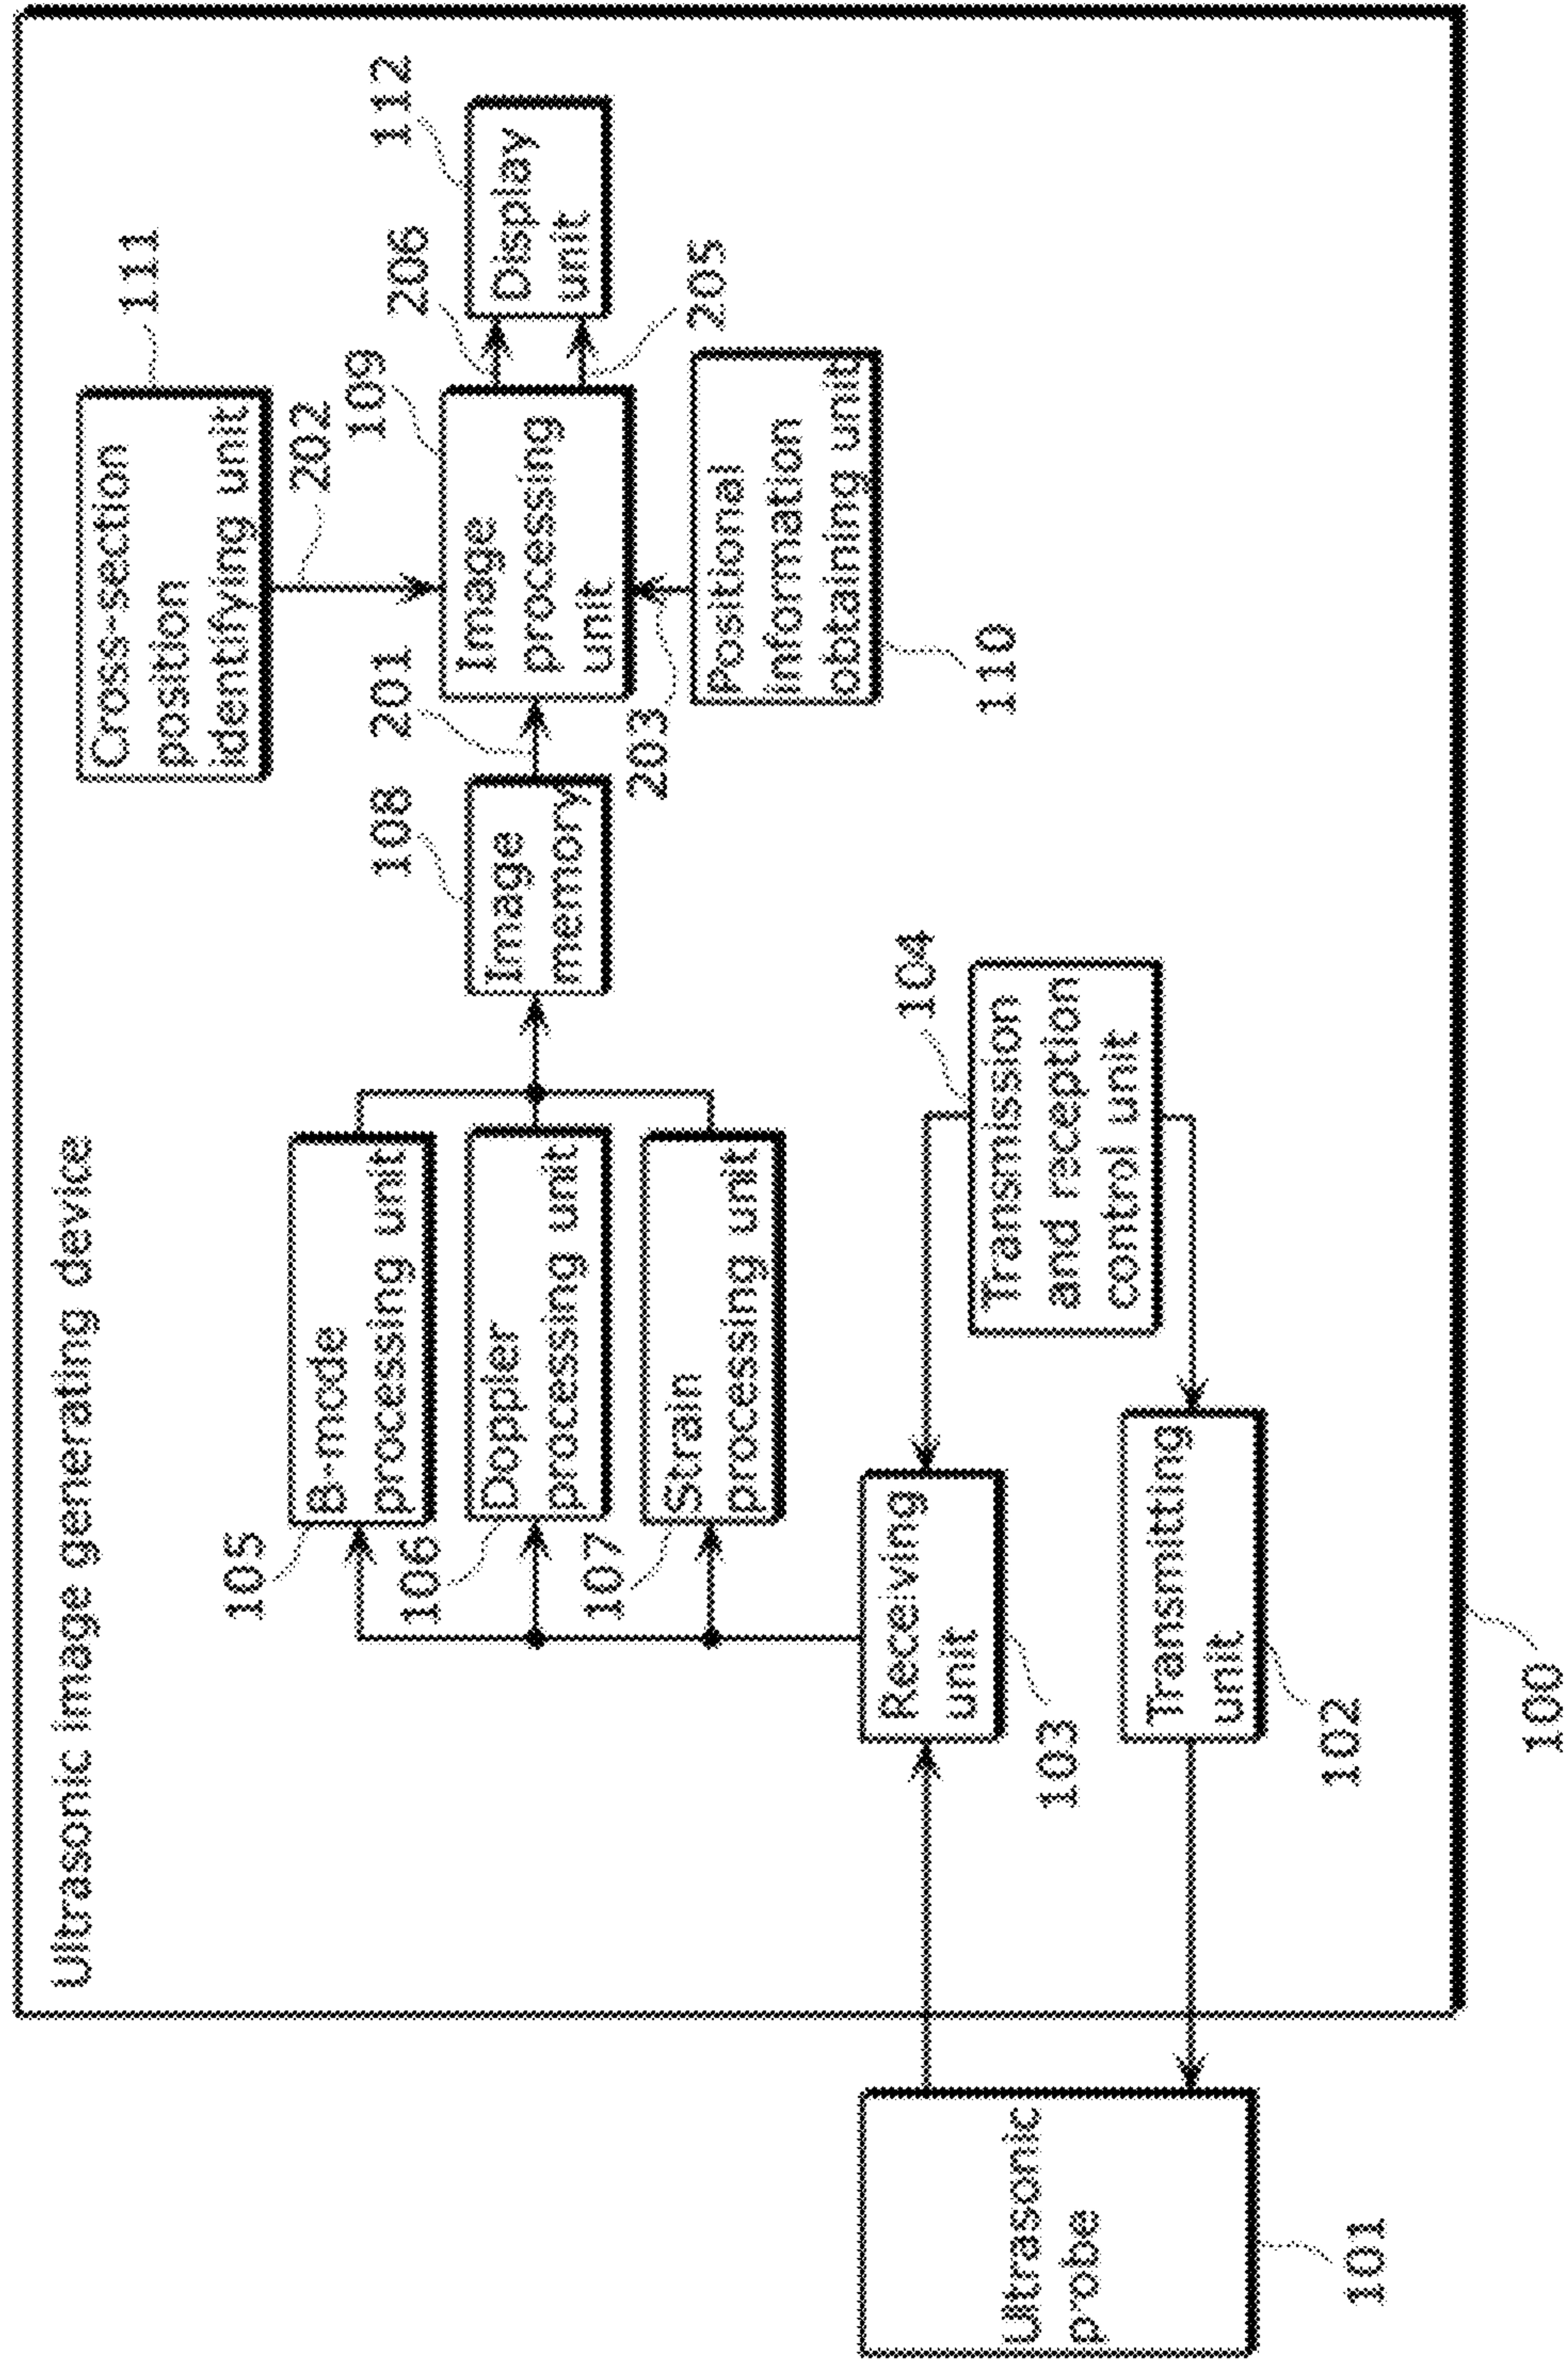 Ultrasonic image generating device
111
Cross-section
position
identifying unit
202
105
B-mode
processing unit
106
Doppler
processing unit
107
Strain
processing unit
108
Image
memory
201
109
Image
processing
unit
206
112
Display
unit
205
203
Positional
information
obtaining unit
110
104
Transmission
and reception
control unit
Receiving
unit
103
Transmitting
unit
102
Ultrasonic
probe
101
100